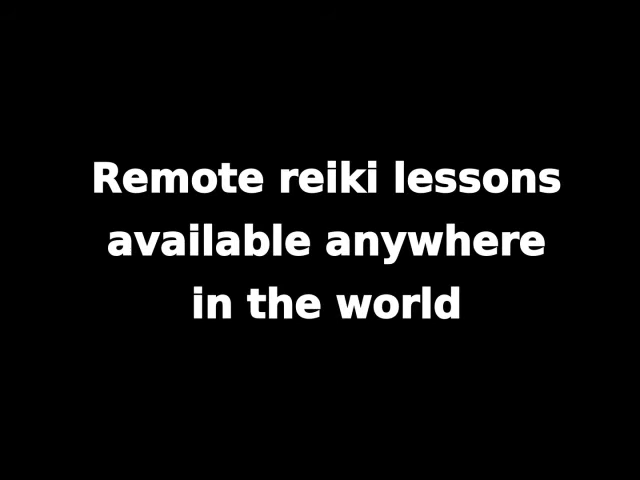 Remote reiki lessons
available anywhere
in the world